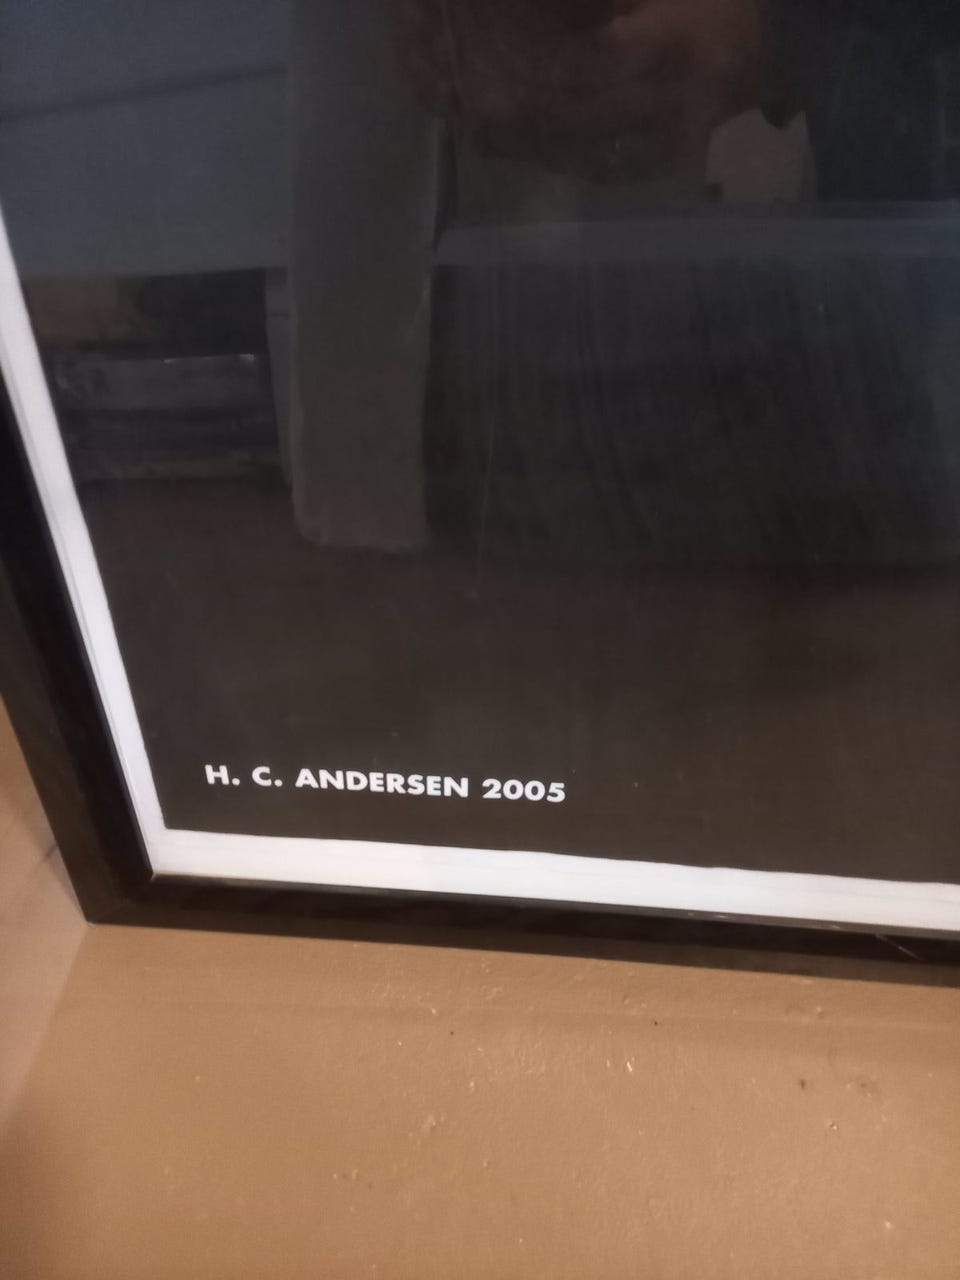 H. C. ANDERSEN 2005